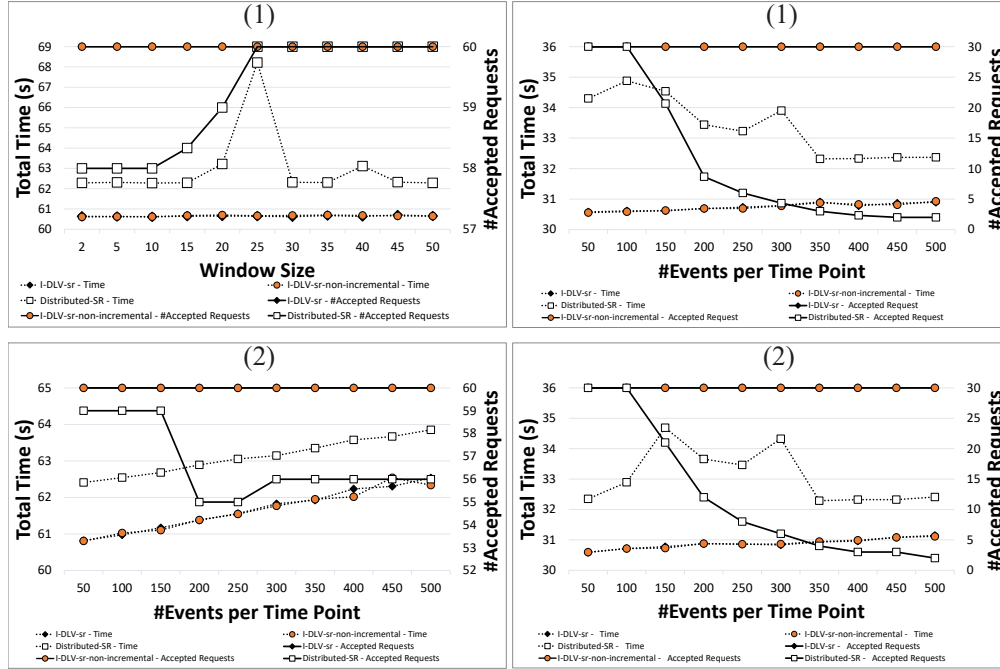 (1)
69
68
67
66
65
64
63
62
61
60
Total Time (s)
60
59
58
57
#Accepted Requests
2 5 10 15 20 25 30 35 40 45 50
Window Size
I-DLV-sr - Time
I-DLV-sr-non-incremental - Time
Distributed-SR - Time
I-DLV-sr - #Accepted Requests
I-DLV-sr-non-incremental - #Accepted Requests
Distributed-SR - #Accepted Requests
(1)
36
35
34
33
32
31
30
Total Time (s)
30
25
20
15
10
5
0
#Accepted Requests
50 100 150 200 250 300 350 400 450 500
#Events per Time Point
I-DLV-sr - Time
I-DLV-sr-non-incremental - Time
Distributed-SR - Time
I-DLV-sr - Accepted Request
I-DLV-sr-non-incremental - Accepted Request
Distributed-SR - Accepted Request
(2)
65
64
63
62
61
60
Total Time (s)
60
59
58
57
56
55
54
53
52
#Accepted Requests
50 100 150 200 250 300 350 400 450 500
#Events per Time Point
I-DLV-sr - Time
I-DLV-sr-non-incremental - Time
Distributed-SR - Time
I-DLV-sr - Accepted Requests
I-DLV-sr-non-incremental - Accepted Requests
Distributed-SR - Accepted Requests
(2)
36
35
34
33
32
31
30
Total Time (s)
30
25
20
15
10
5
0
#Accepted Requests
50 100 150 200 250 300 350 400 450 500
#Events per Time Point
I-DLV-sr - Time
I-DLV-sr-non-incremental - Time
Distributed-SR - Time
I-DLV-sr - Accepted Requests
I-DLV-sr-non-incremental - Accepted Requests
Distributed-SR - Accepted Requests